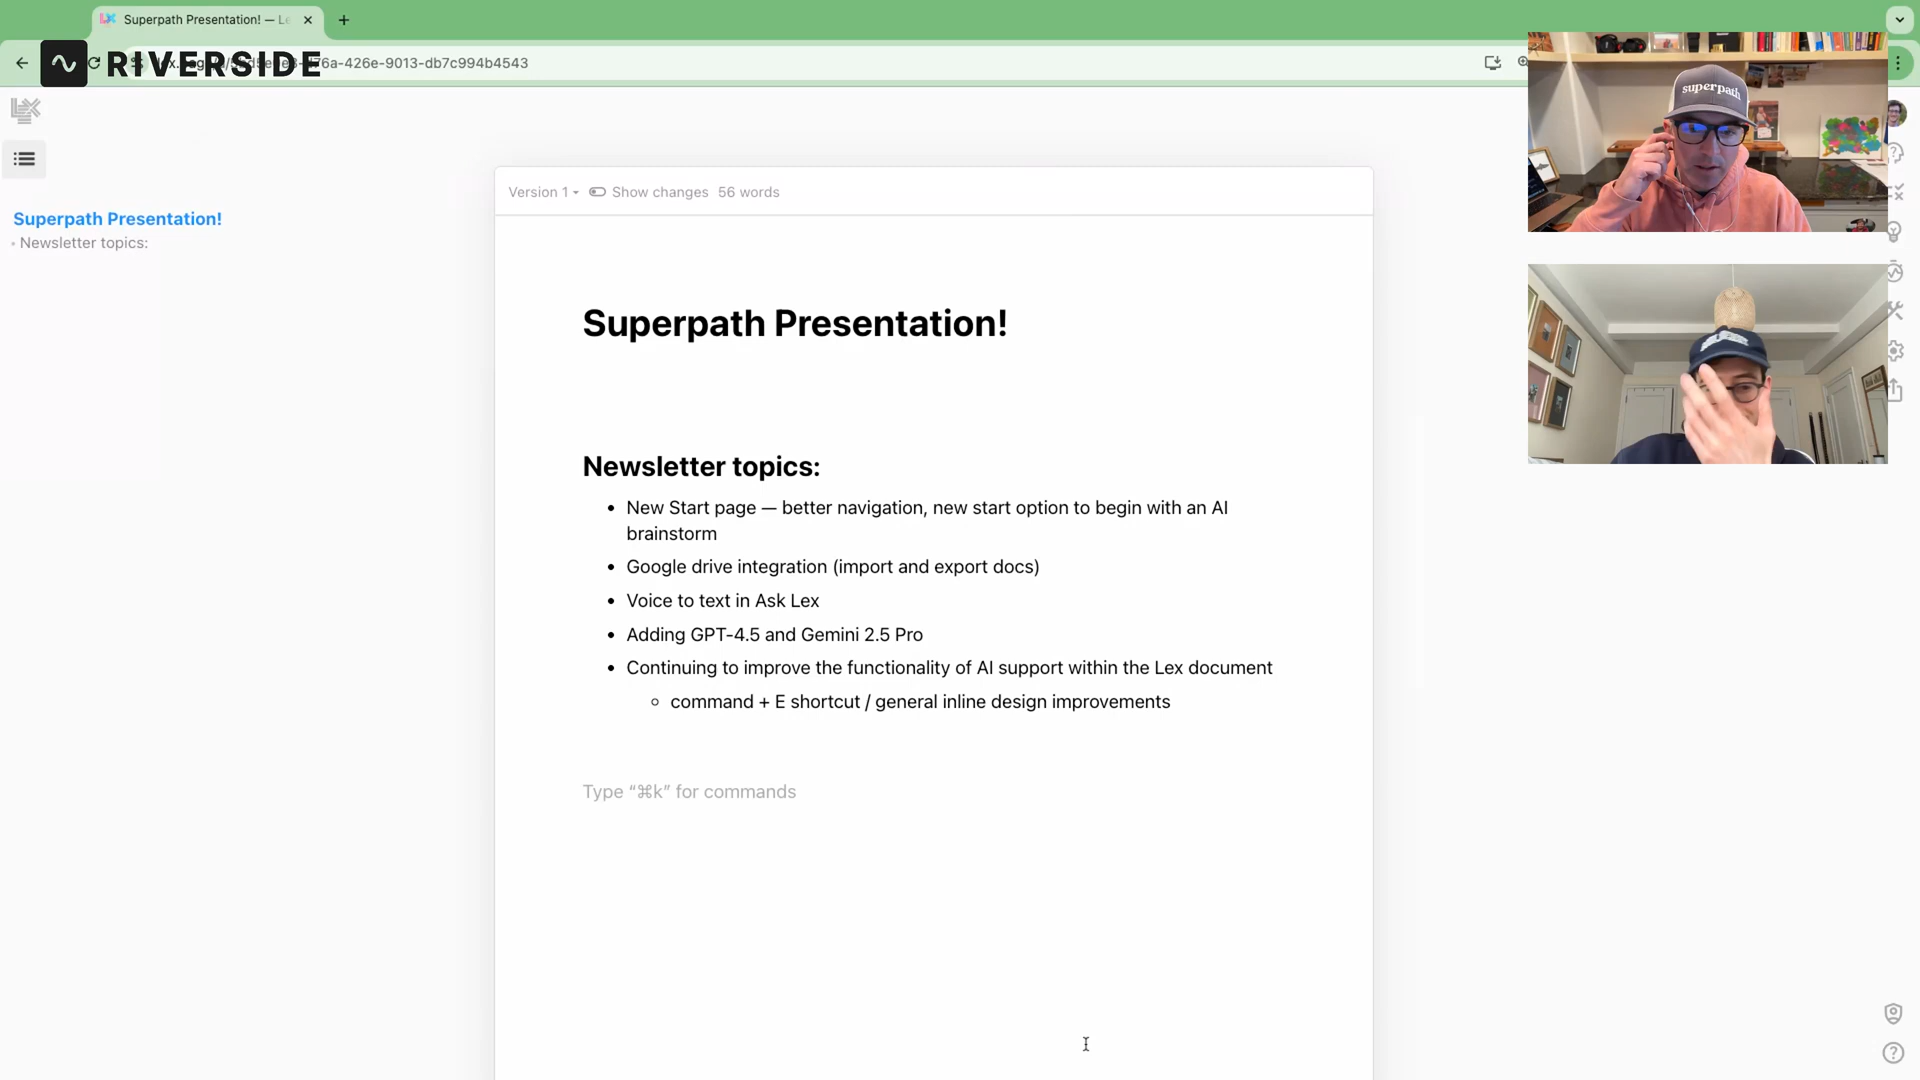 Superpath Presentation! — Le
RIVERSIDE
76a-426e-9013-db7c994b4543
LEX
Version 1
Show changes
56 words
Superpath Presentation!
Newsletter topics:
Superpath Presentation!
Newsletter topics:
New Start page — better navigation, new start option to begin with an AI
brainstorm
Google drive integration (import and export docs)
Voice to text in Ask Lex
Adding GPT-4.5 and Gemini 2.5 Pro
Continuing to improve the functionality of AI support within the Lex document
command + E shortcut / general inline design improvements
Type “⌘k” for commands
superpath